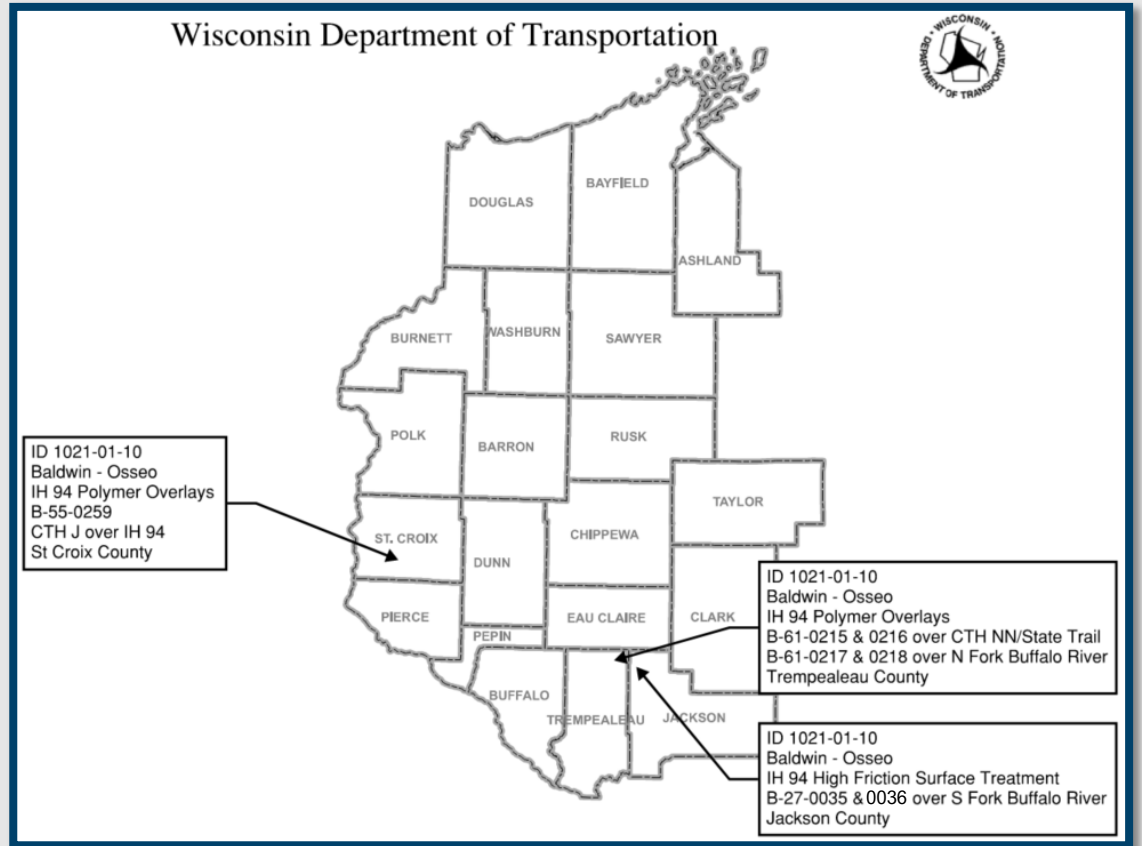 Wisconsin Department of Transportation
WISCONSIN
DEPARTMENT OF TRANSPORTATION
DOUGLAS
BAYFIELD
ASHLAND
BURNETT
WASHBURN
SAWYER
POLK
BARRON
RUSK
TAYLOR
ID 1021-01-10
Baldwin - Osseo
IH 94 Polymer Overlays
B-55-0259
CTH J over IH 94
St Croix County
ST. CROIX
DUNN
CHIPPEWA
PIERCE
PEPIN
EAU CLAIRE
CLARK
ID 1021-01-10
Baldwin - Osseo
IH 94 Polymer Overlays
B-61-0215 & 0216 over CTH NN/State Trail
B-61-0217 & 0218 over N Fork Buffalo River
Trempealeau County
BUFFALO
TREMPEALEAU
JACKSON
ID 1021-01-10
Baldwin - Osseo
IH 94 High Friction Surface Treatment
B-27-0035 & 0036 over S Fork Buffalo River
Jackson County